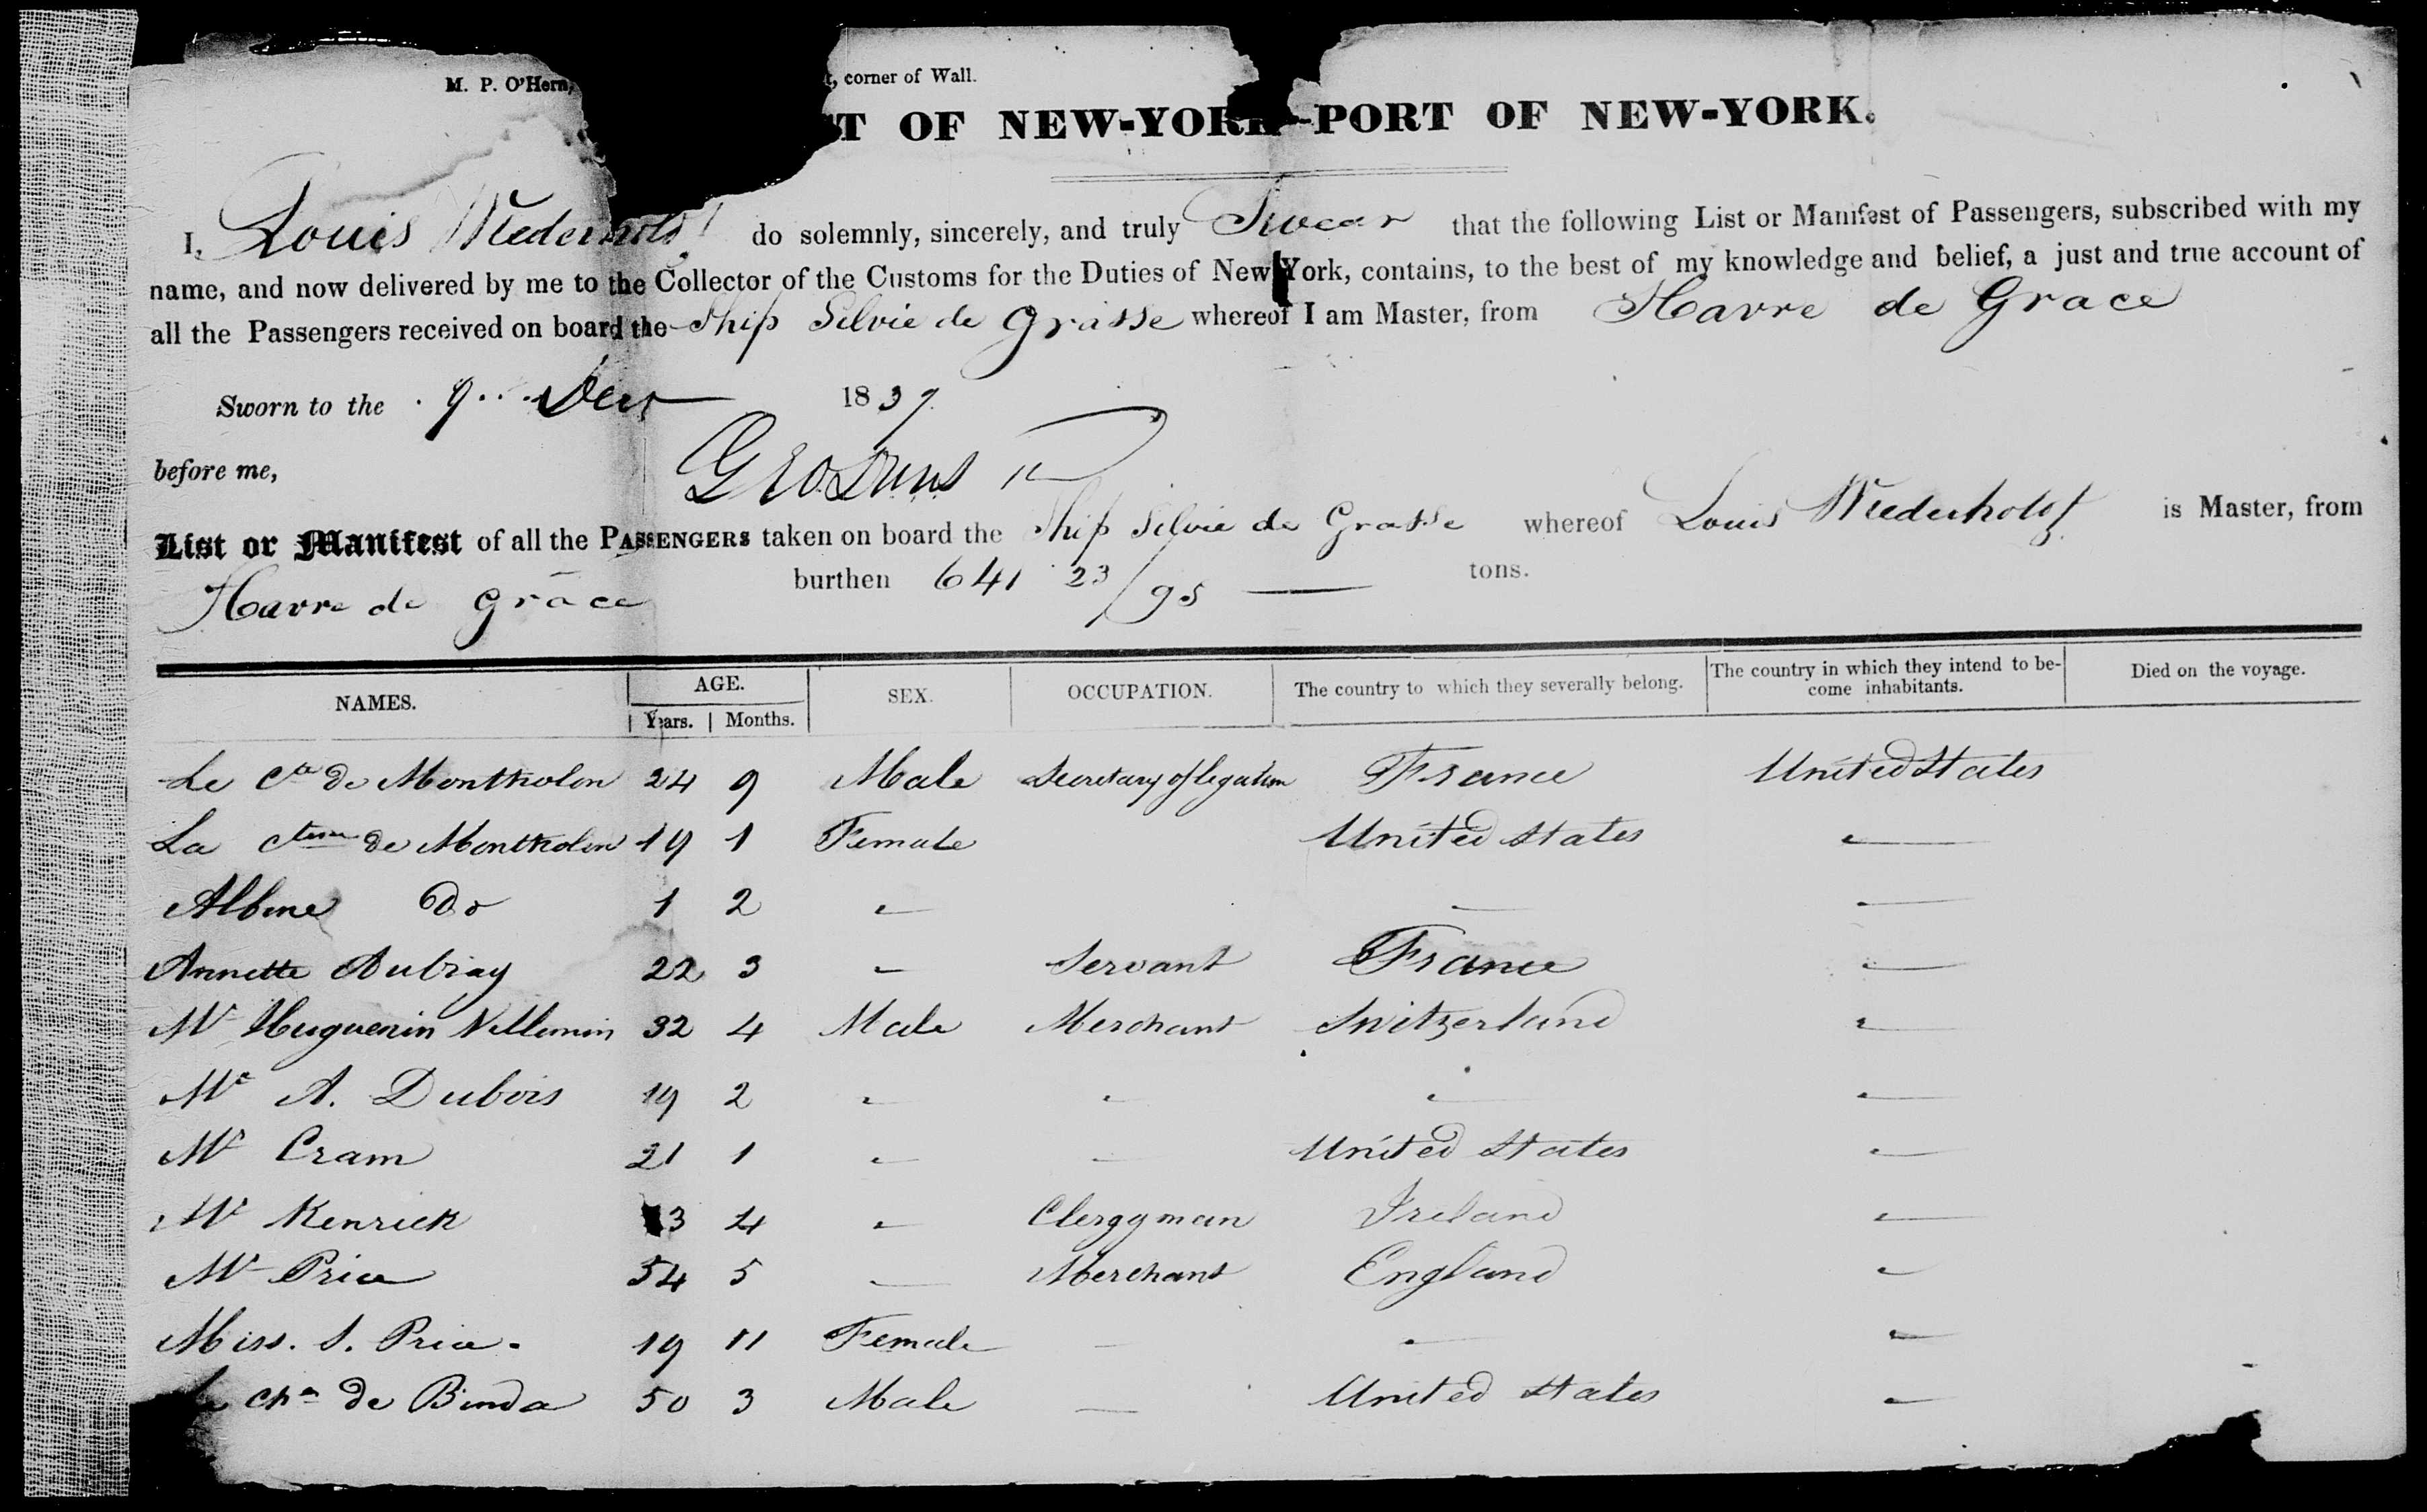 M. P. O'Hern, t, corner of Wall.
T OF NEW-YORK-PORT OF NEW-YORK.
I, Louis Wiederholdt do solemnly, sincerely, and truly Swear that the following List or Manifest of Passengers, subscribed with my
name, and now delivered by me to the Collector of the Customs for the Duties of New York, contains, to the best of my knowledge and belief, a just and true account of
all the Passengers received on board the Ship Silvie de Grasse whereof I am Master, from Havre de Grace
Sworn to the 9 Decr 1837
before me,
List or Manifest of all the PASSENGERS taken on board the Ship Silvie de Grasse whereof Louis Wiederholdt is Master, from
Havre de grace burthen 641 23/95 tons.
NAMES. AGE. SEX. OCCUPATION. The country to which they severally belong. The country in which they intend to be-
come inhabitants. Died on the voyage.
Years. Months.
Le Cte de Montholon 24 9 Male Secretary of legation France United States
La Ctesse de Montholon 19 1 Female United States "
Albine Do 1 2 " " "
Annette Aubray 22 3 " Servant France "
Mr Huguenin Villemin 32 4 Male Merchant Switzerland "
Mr A. Dubois 19 2 " " " "
Mr Cram 21 1 " " United States "
Mr Kenrick 3 4 " Clergyman Ireland "
Mr Price 54 5 " Merchant England "
Miss. S. Price. 19 11 Female — " "
Le Chr de Binda 50 3 Male — United States "